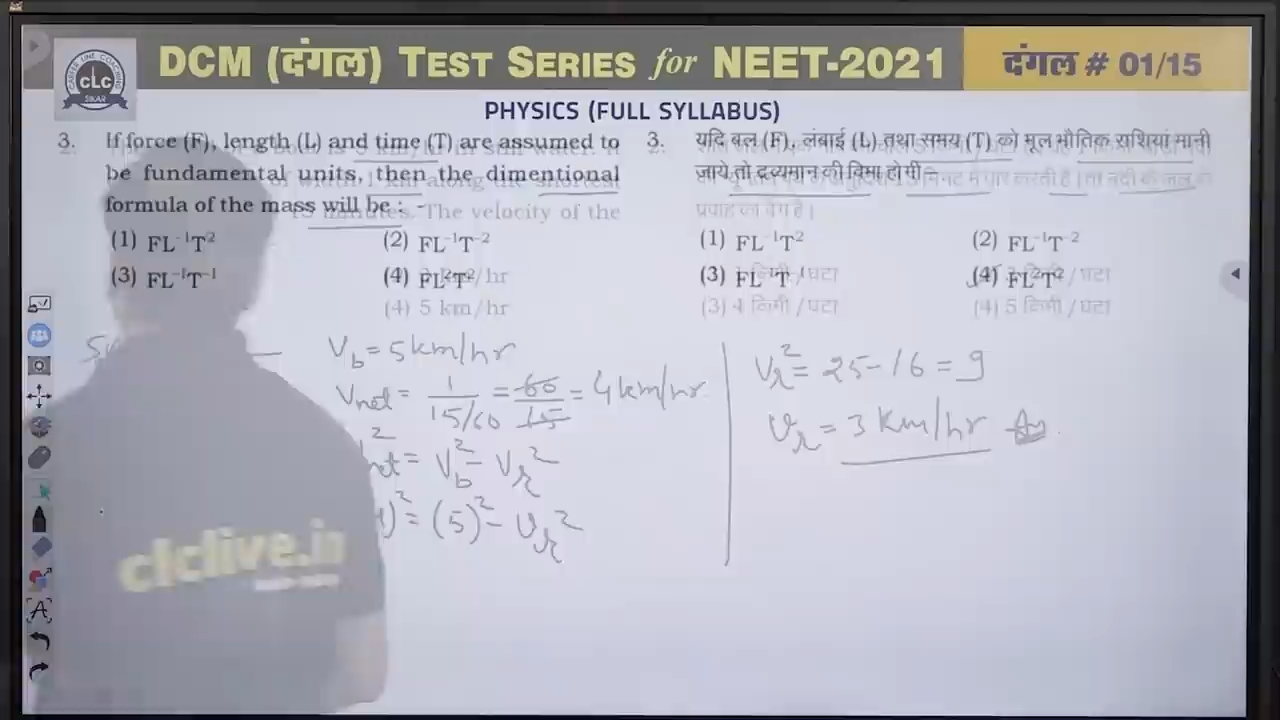 DCM (दंगल) TEST SERIES for NEET-2021
दंगल # 01/15
CLC
SIKAR
PHYSICS (FULL SYLLABUS)
3. If force (F), length (L) and time (T) are assumed to
be fundamental units, then the dimentional
formula of the mass will be : -
(1) FL⁻¹T² (2) FL⁻¹T⁻²
(3) FL⁻¹T⁻¹ (4) FL²T²
minutes. The velocity of the
/hr
(4) 5 km/hr
3. यदि बल (F), लंबाई (L) तथा समय (T) को मूल भौतिक राशियां मानी
जाये तो द्रव्यमान की विमा होगी –
प्रवाह का वेग है।
(1) FL⁻¹T² (2) FL⁻¹T⁻²
(3) FL⁻¹T⁻¹ (4) FL²T²
(3) 4 किमी / घंटा (4) 5 किमी / घंटा
V_b = 5 km/hr
V_net = 1/15/60 = 60/15 = 4 km/hr
net² = V_b² - V_r²
)² = (5)² - V_r²
V_r² = 25 - 16 = 9
V_r = 3 Km/hr
clclive.in